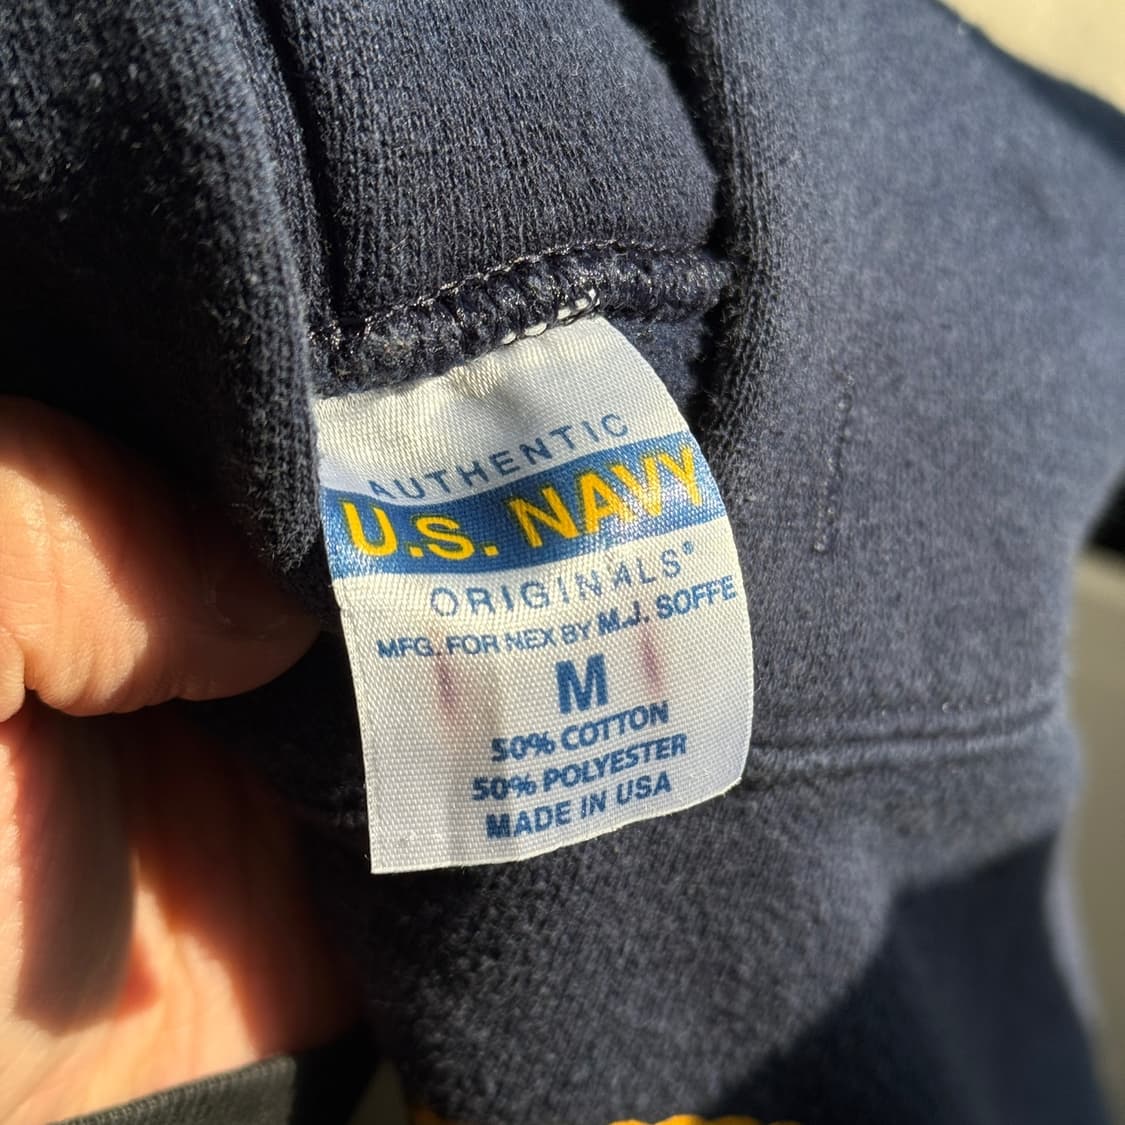 AUTHENTIC
U.S. NAVY
ORIGINALS®
MFG. FOR NEX BY M.J. SOFFE
M
50% COTTON
50% POLYESTER
MADE IN USA